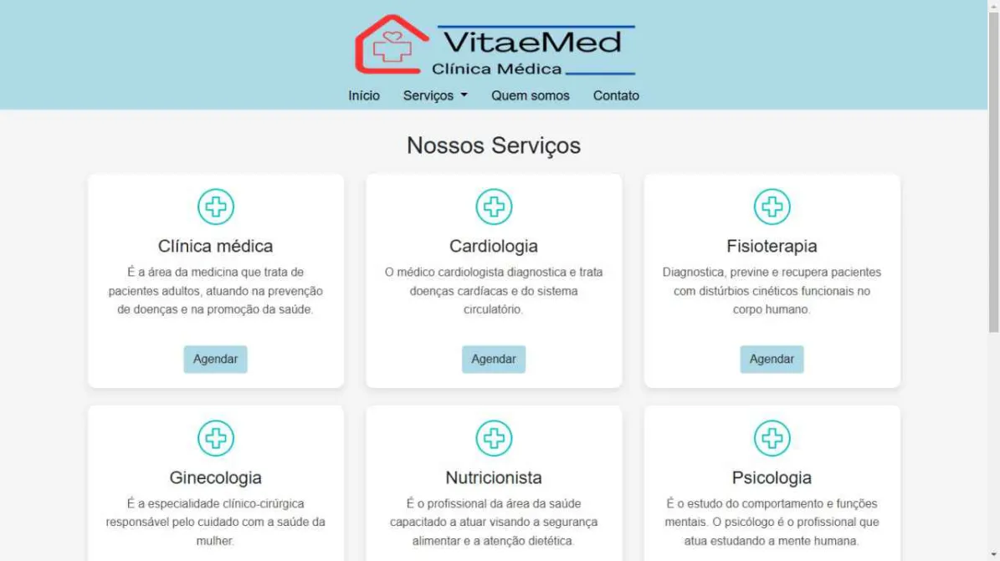 VitaeMed
Clínica Médica
Início Serviços Quem somos Contato
Nossos Serviços
Clínica médica
É a área da medicina que trata de
pacientes adultos, atuando na prevenção
de doenças e na promoção da saúde.
Agendar
Cardiologia
O médico cardiologista diagnostica e trata
doenças cardíacas e do sistema
circulatório.
Agendar
Fisioterapia
Diagnostica, previne e recupera pacientes
com distúrbios cinéticos funcionais no
corpo humano.
Agendar
Ginecologia
É a especialidade clínico-cirúrgica
responsável pelo cuidado com a saúde da
mulher.
Nutricionista
É o profissional da área da saúde
capacitado a atuar visando a segurança
alimentar e a atenção dietética.
Psicologia
É o estudo do comportamento e funções
mentais. O psicólogo é o profissional que
atua estudando a mente humana.